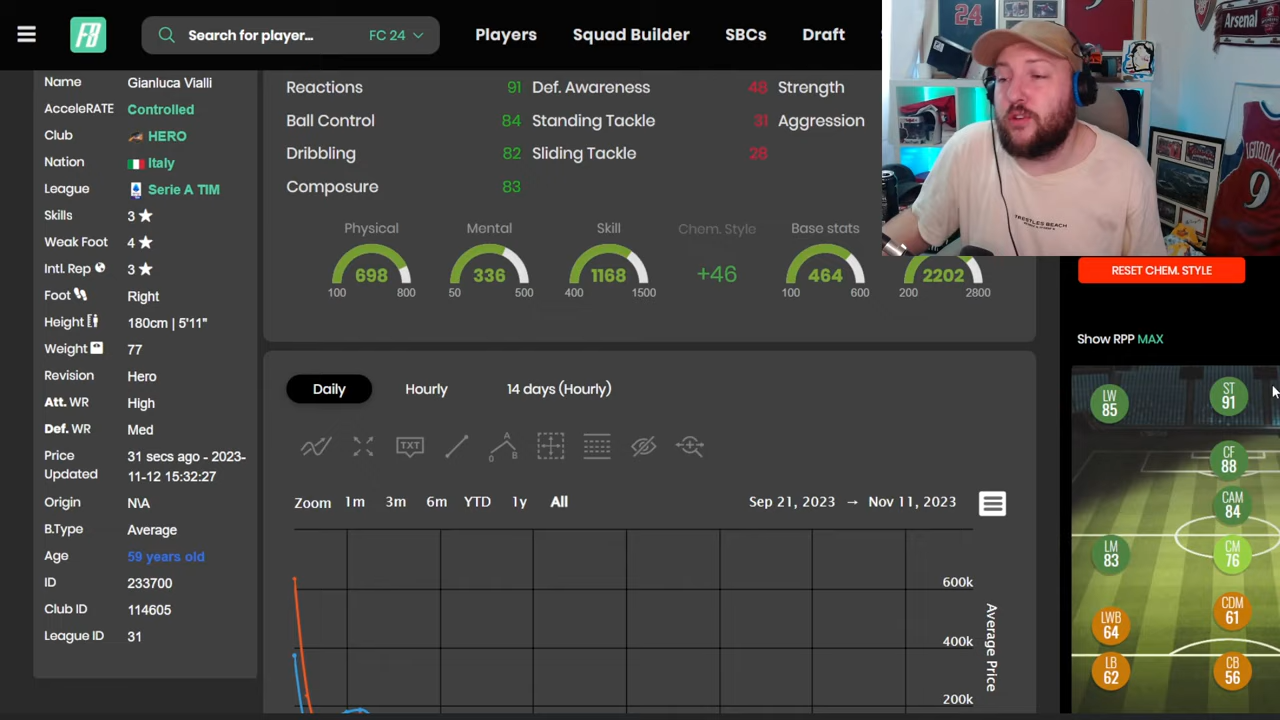 FB Search for player... FC 24 Players Squad Builder SBCs Draft
24
Arsenal
IGUODALA
9
TRESTLES BEACH
Name Gianluca Vialli
AcceleRATE Controlled
Club HERO
Nation Italy
League Serie A TIM
Skills 3
Weak Foot 4
Intl. Rep 3
Foot Right
Height 180cm | 5'11"
Weight 77
Revision Hero
Att. WR High
Def. WR Med
Price Updated 31 secs ago - 2023-
11-12 15:32:27
Origin N\A
B.Type Average
Age 59 years old
ID 233700
Club ID 114605
League ID 31
Reactions 91 Def. Awareness 48 Strength
Ball Control 84 Standing Tackle 31 Aggression
Dribbling 82 Sliding Tackle 28
Composure 83
Physical Mental Skill Chem. Style Base stats
698 336 1168 +46 464 2202
100 800 50 500 400 1500 100 600 200 2800
Daily Hourly 14 days (Hourly)
TXT A B
Zoom 1m 3m 6m YTD 1y All Sep 21, 2023 → Nov 11, 2023
600k
400k
200k
Average Price
RESET CHEM. STYLE
Show RPP MAX
LW 85
ST 91
CF 88
CAM 84
LM 83
CM 76
CDM 61
LWB 64
LB 62
CB 56